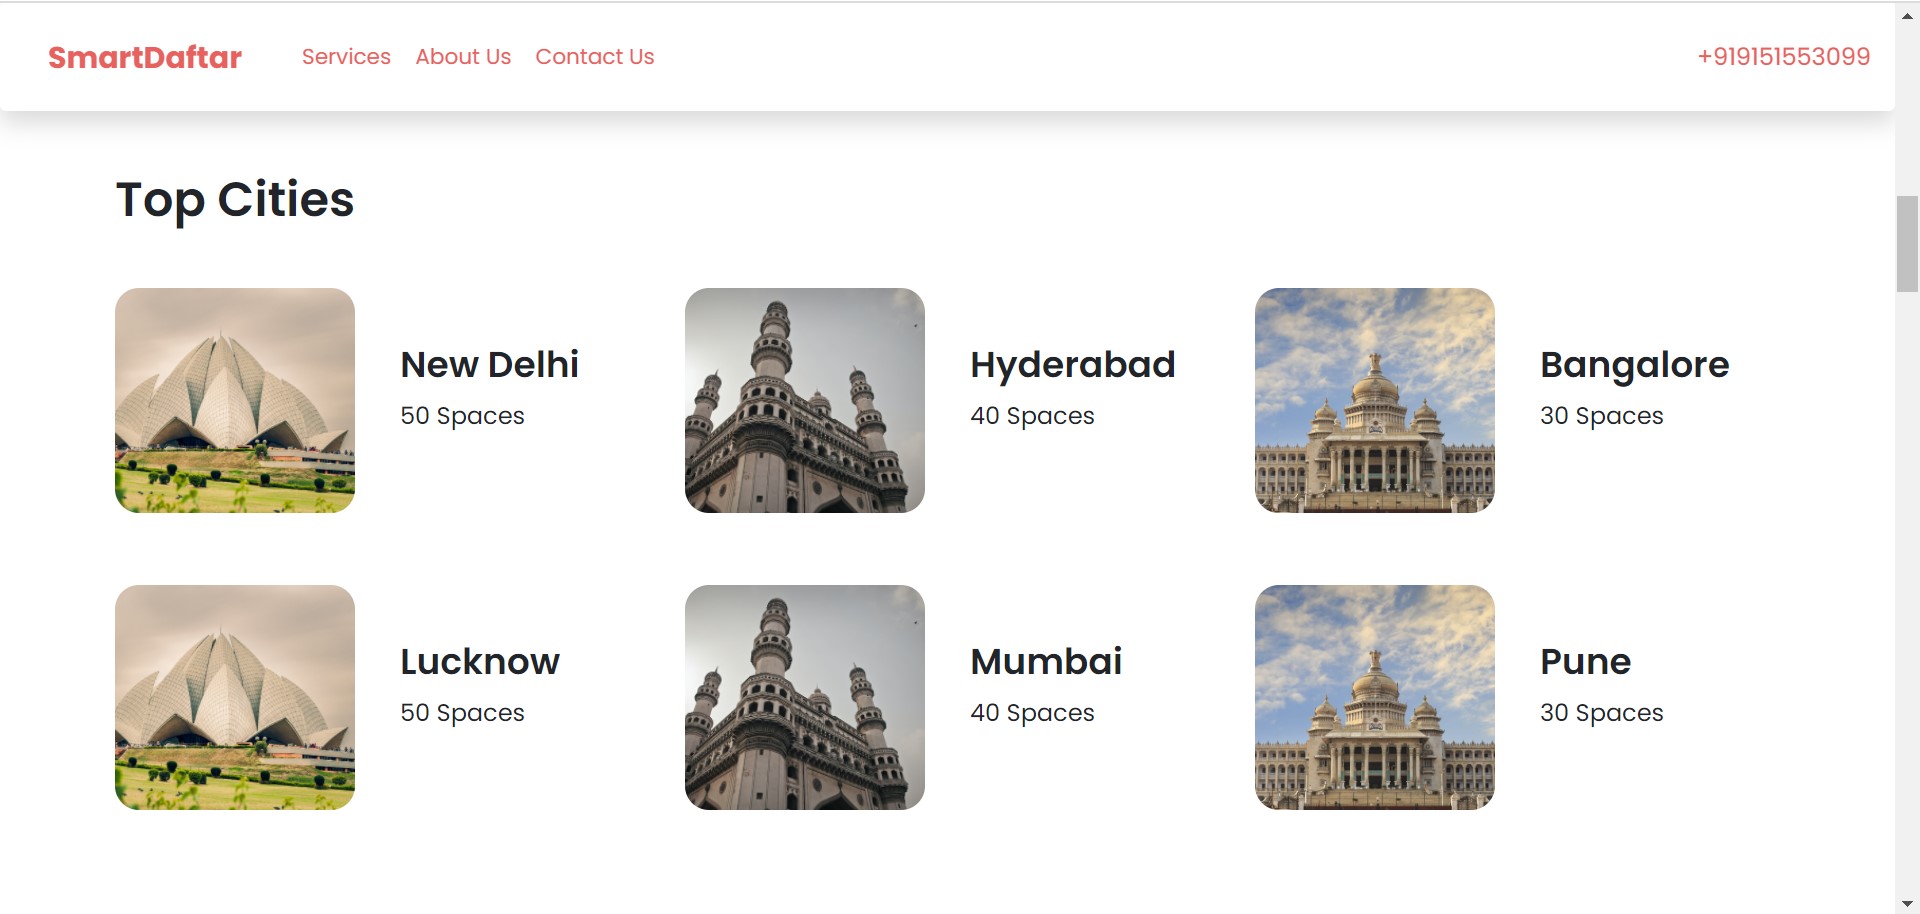 SmartDaftar
Services
About Us
Contact Us
+919151553099
Top Cities
New Delhi
50 Spaces
Hyderabad
40 Spaces
Bangalore
30 Spaces
Lucknow
50 Spaces
Mumbai
40 Spaces
Pune
30 Spaces